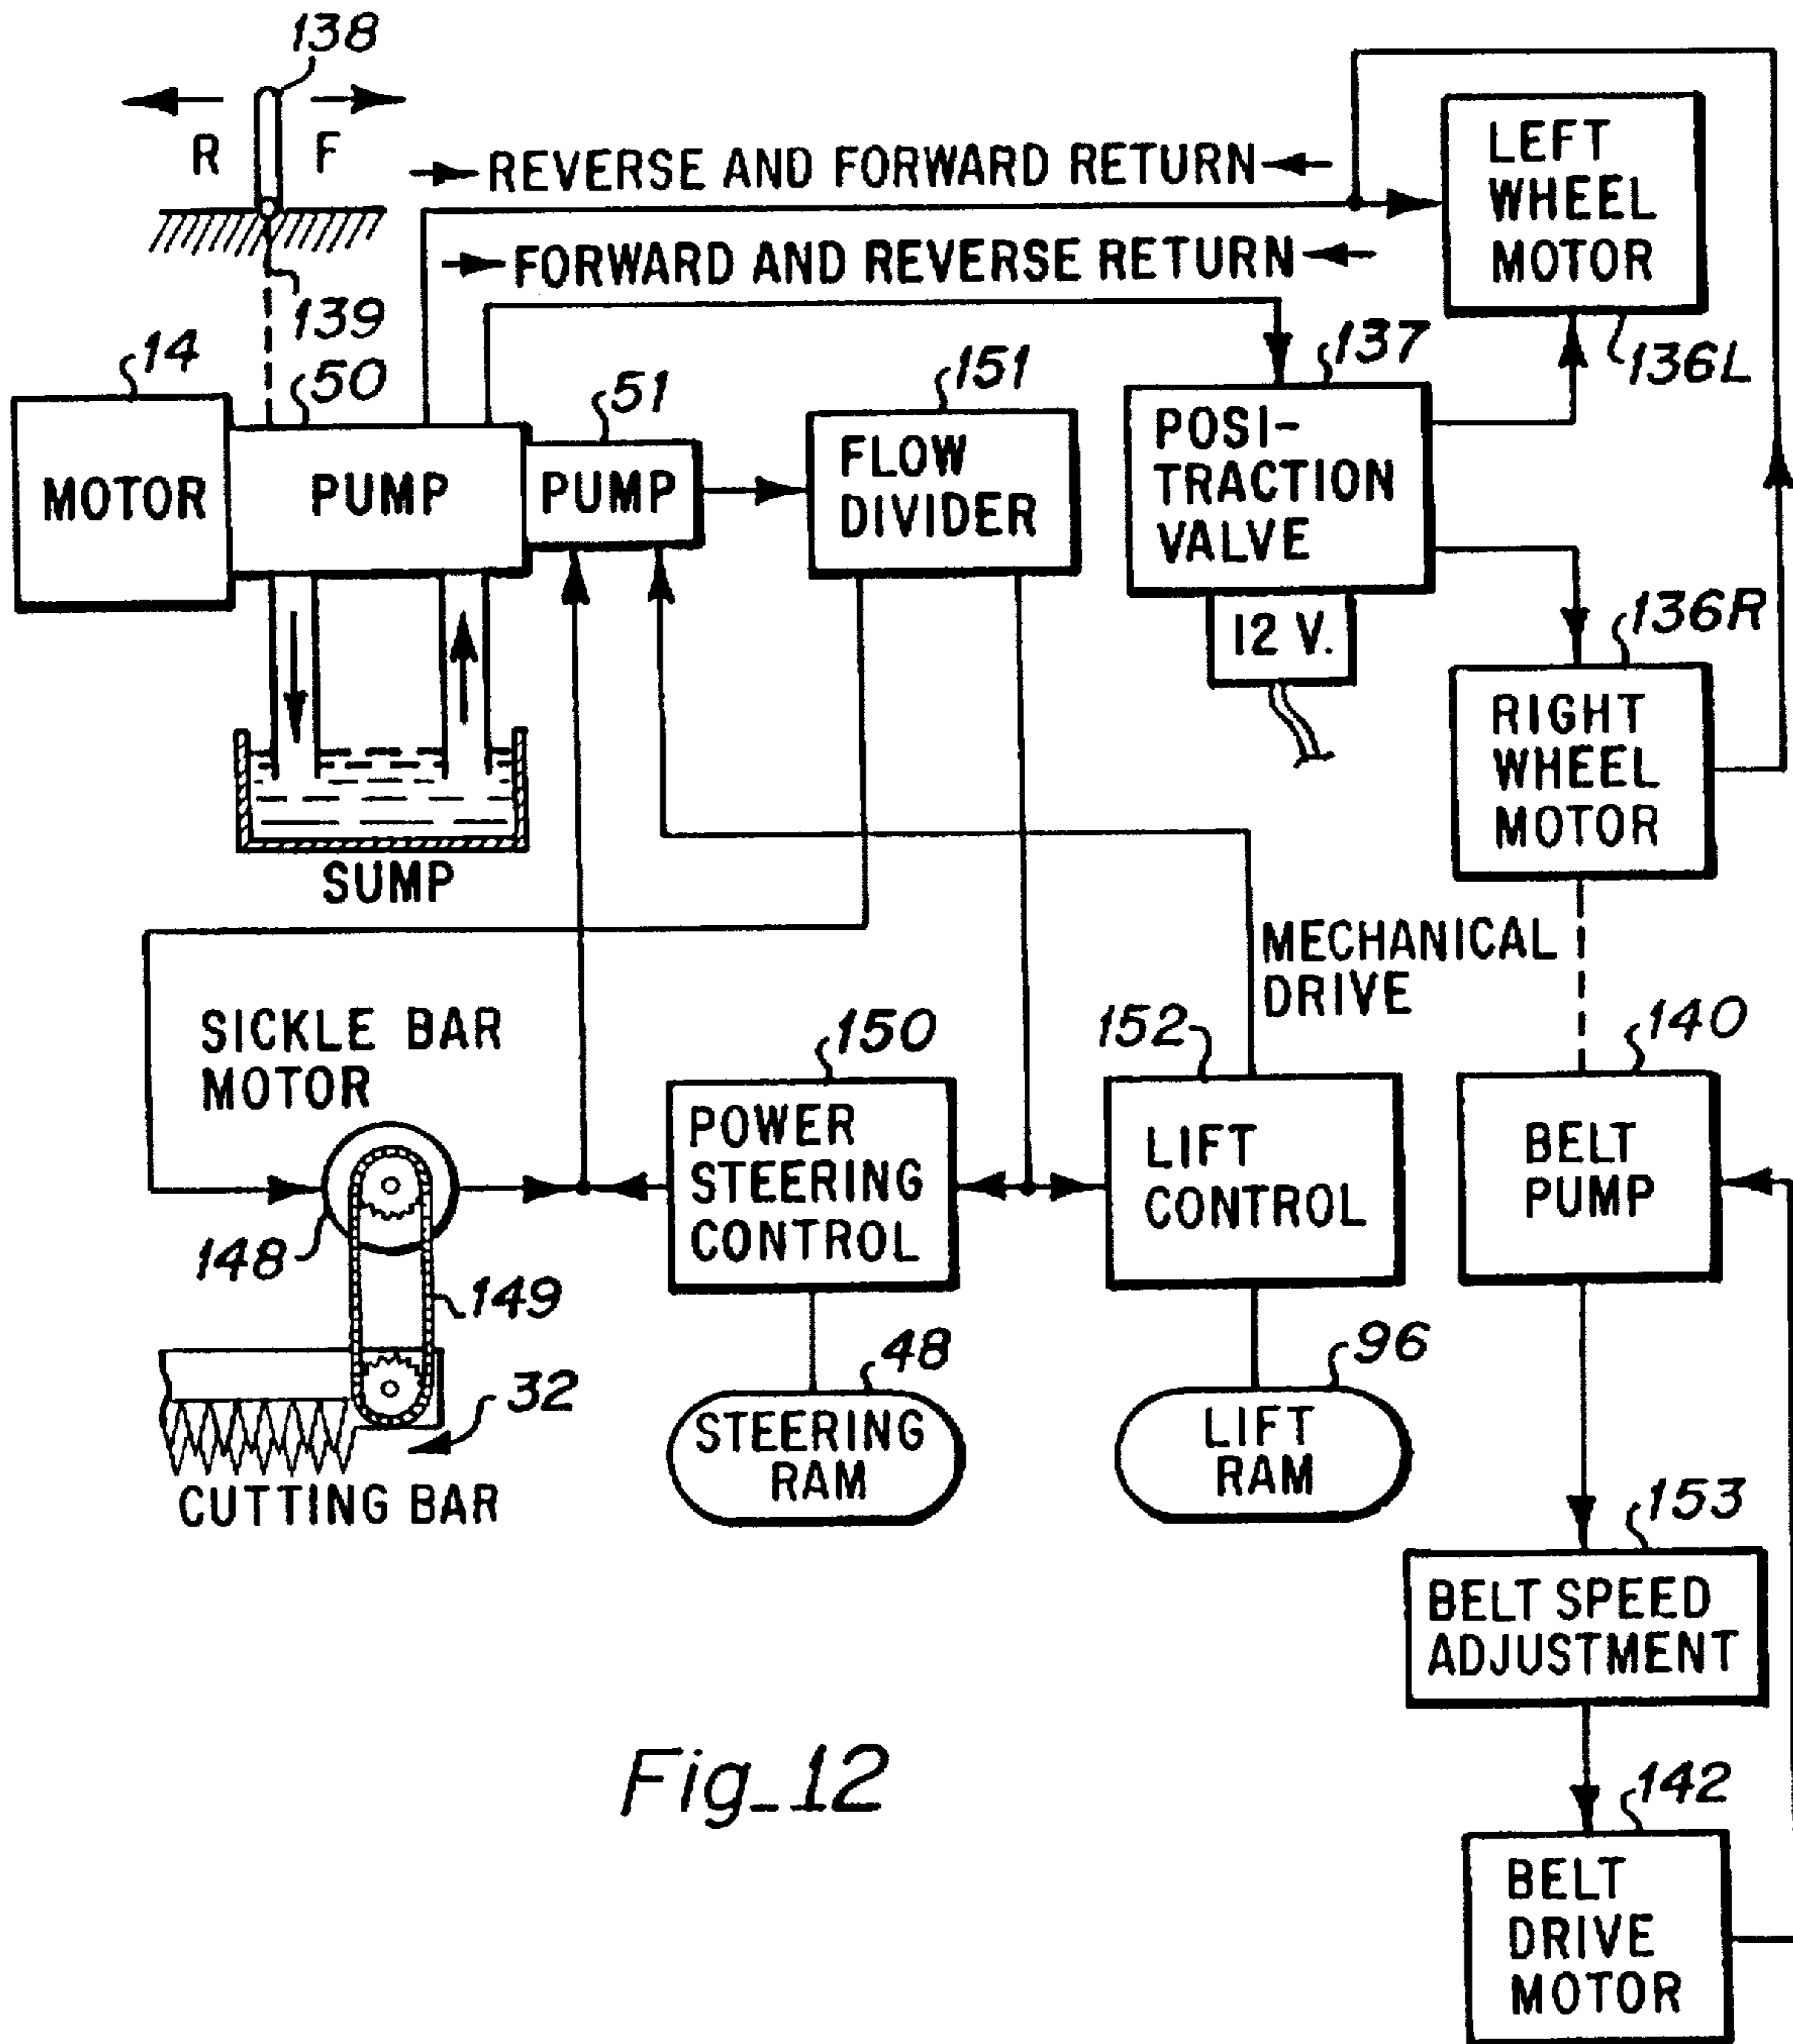 138
R F
REVERSE AND FORWARD RETURN
FORWARD AND REVERSE RETURN
139
LEFT
WHEEL
MOTOR
136L
14
MOTOR
50
PUMP
51
PUMP
151
FLOW
DIVIDER
137
POSI-
TRACTION
VALVE
12 V.
136R
RIGHT
WHEEL
MOTOR
SUMP
MECHANICAL
DRIVE
SICKLE BAR
MOTOR
148
149
32
CUTTING BAR
150
POWER
STEERING
CONTROL
48
STEERING
RAM
152
LIFT
CONTROL
96
LIFT
RAM
140
BELT
PUMP
153
BELT SPEED
ADJUSTMENT
142
BELT
DRIVE
MOTOR
Fig_12